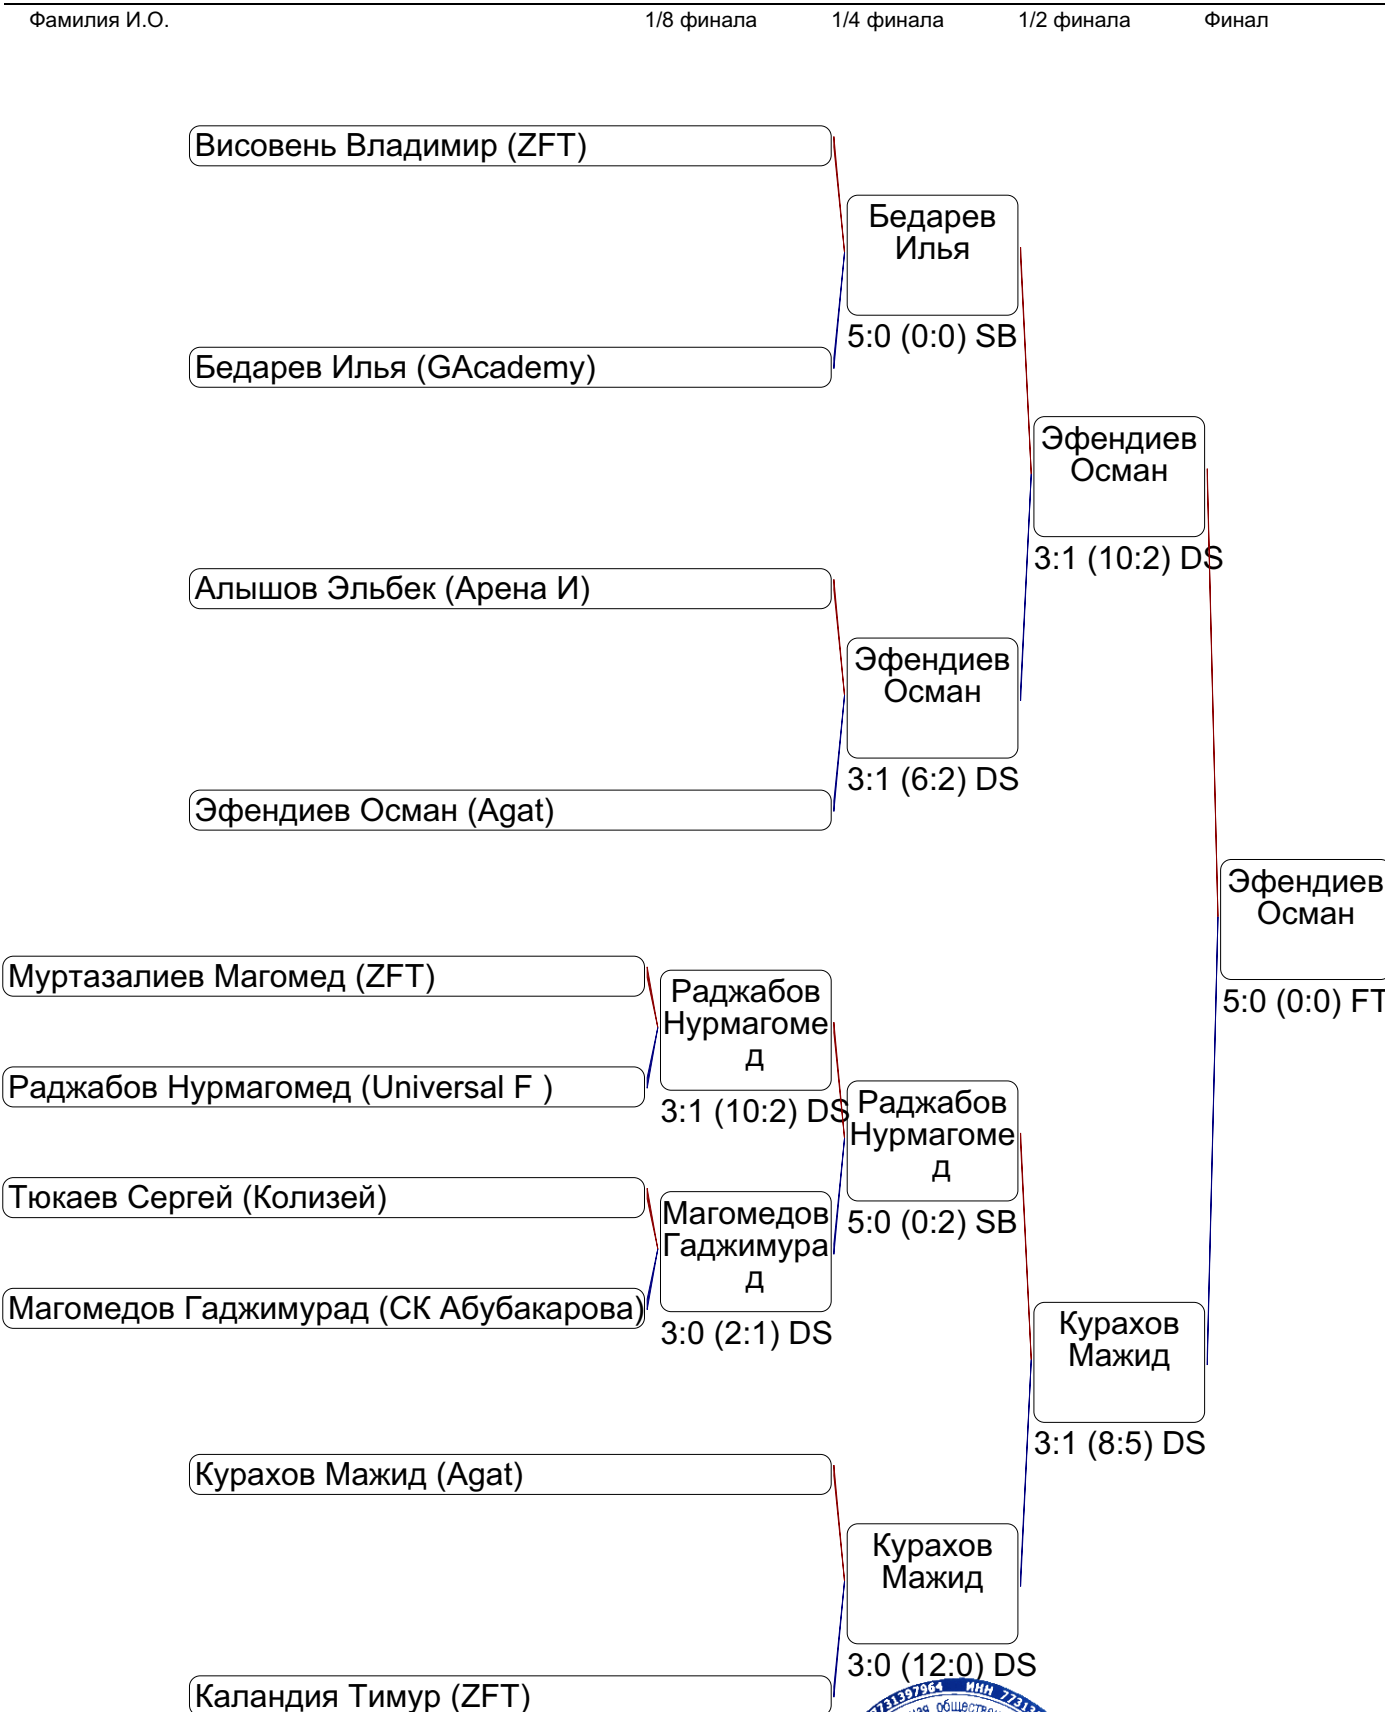 Фамилия И.О. 1/8 финала 1/4 финала 1/2 финала Финал
Висовень Владимир (ZFT)
Бедарев
Илья
5:0 (0:0) SB
Бедарев Илья (GAcademy)
Эфендиев
Осман
3:1 (10:2) DS
Алышов Эльбек (Арена И)
Эфендиев
Осман
3:1 (6:2) DS
Эфендиев Осман (Agat)
Эфендиев
Осман
5:0 (0:0) FT
Муртазалиев Магомед (ZFT)
Раджабов
Нурмагоме
д
3:1 (10:2) DS
Раджабов Нурмагомед (Universal F )
Раджабов
Нурмагоме
д
5:0 (0:2) SB
Тюкаев Сергей (Колизей)
Магомедов
Гаджимура
д
3:0 (2:1) DS
Магомедов Гаджимурад (СК Абубакарова)
Курахов
Мажид
3:1 (8:5) DS
Курахов Мажид (Agat)
Курахов
Мажид
3:0 (12:0) DS
Каландия Тимур (ZFT)